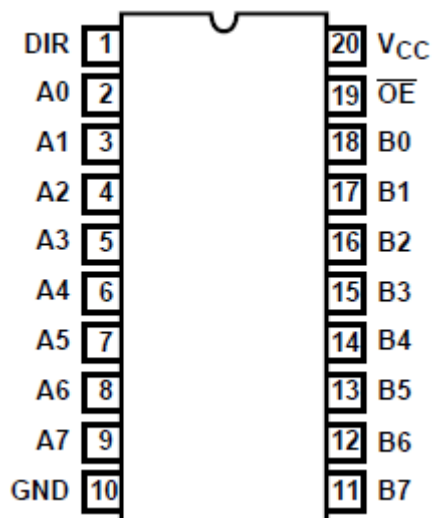 DIR 1 20 V_CC
A0 2 19 O̅E̅
A1 3 18 B0
A2 4 17 B1
A3 5 16 B2
A4 6 15 B3
A5 7 14 B4
A6 8 13 B5
A7 9 12 B6
GND 10 11 B7